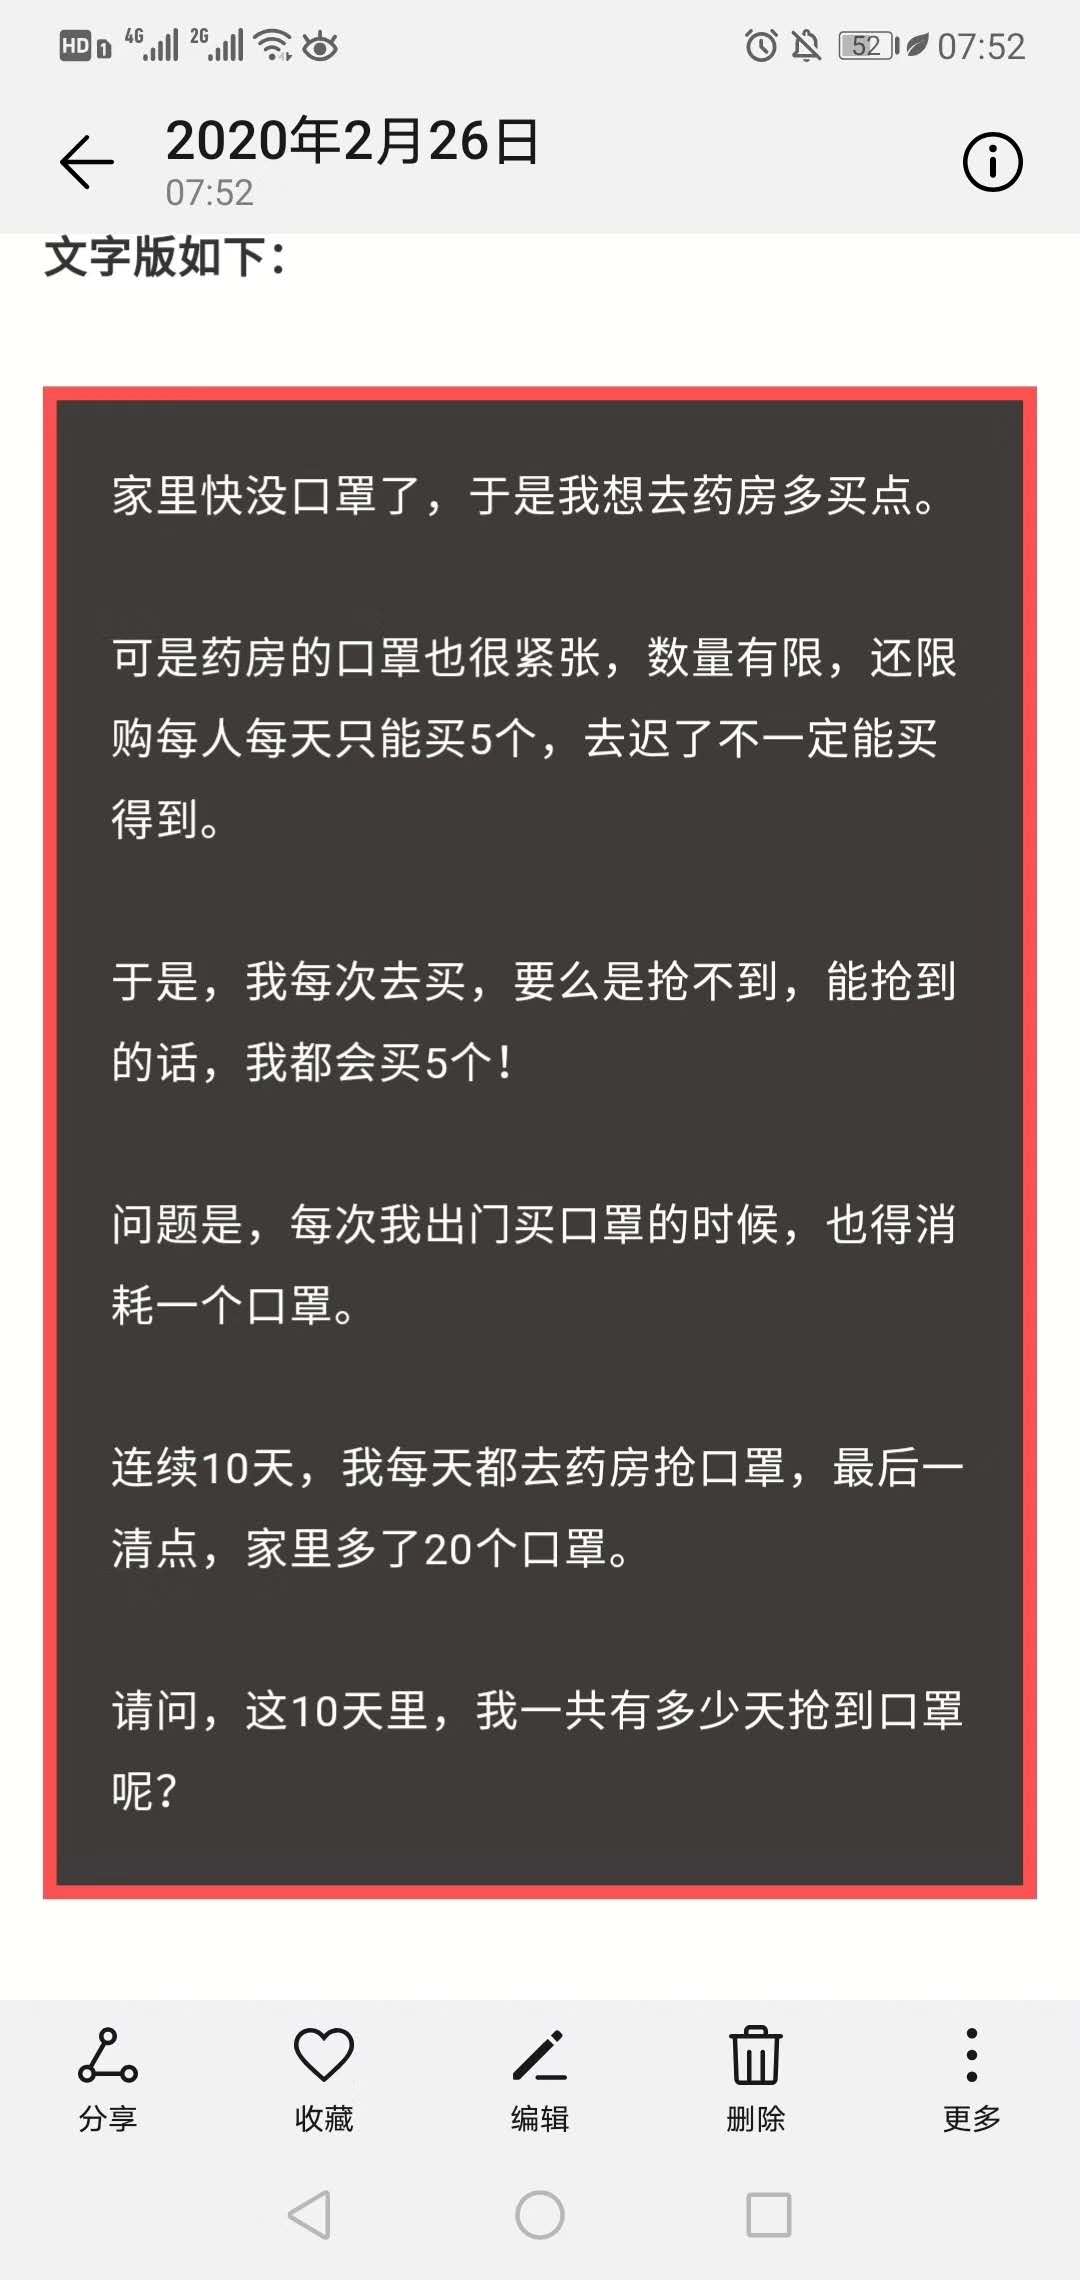 HD 1 4G 2G 52 07:52
2020年2月26日
07:52
文字版如下：
家里快没口罩了，于是我想去药房多买点。
可是药房的口罩也很紧张，数量有限，还限
购每人每天只能买5个，去迟了不一定能买
得到。
于是，我每次去买，要么是抢不到，能抢到
的话，我都会买5个！
问题是，每次我出门买口罩的时候，也得消
耗一个口罩。
连续10天，我每天都去药房抢口罩，最后一
清点，家里多了20个口罩。
请问，这10天里，我一共有多少天抢到口罩
呢？
分享 收藏 编辑 删除 更多